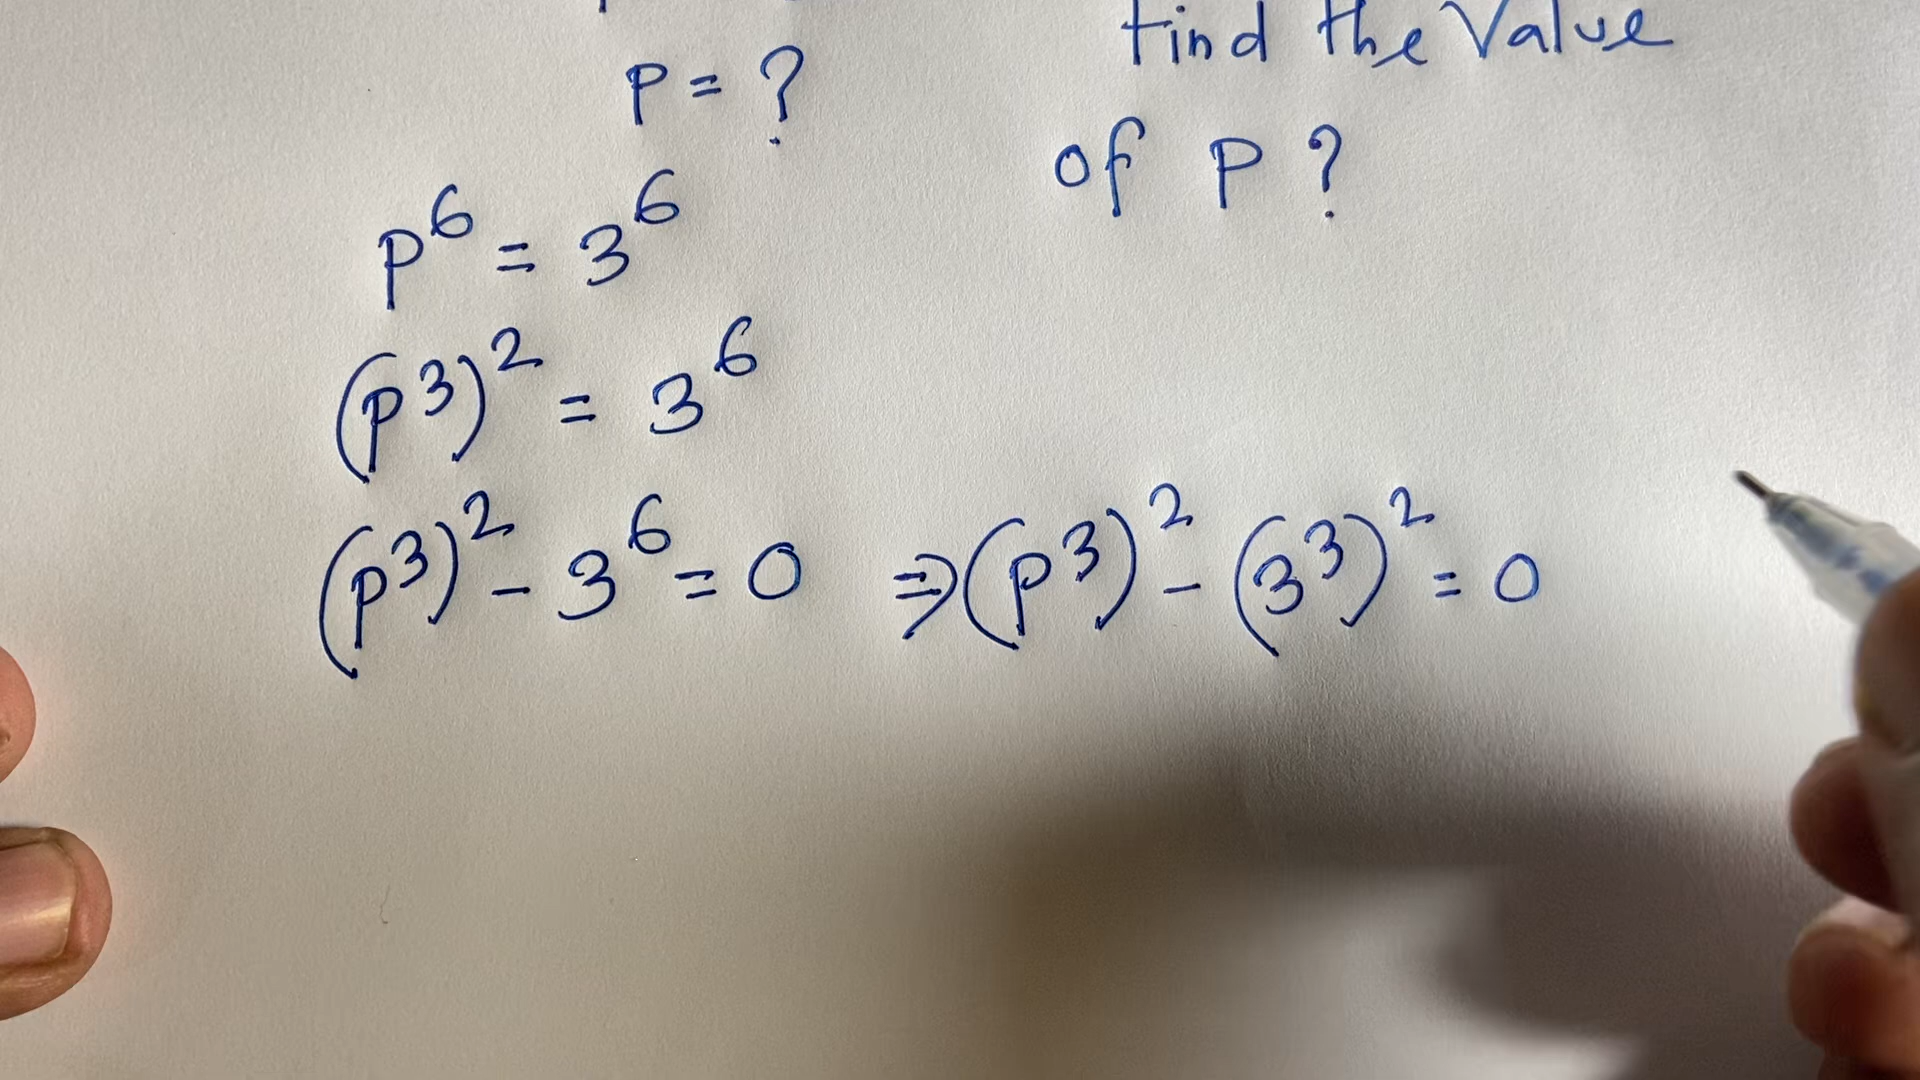 find the Value
P = ?
of P ?
p⁶ = 3⁶
(p³)² = 3⁶
(p³)² - 3⁶ = 0 ⇒ (p³)² - (3³)² = 0